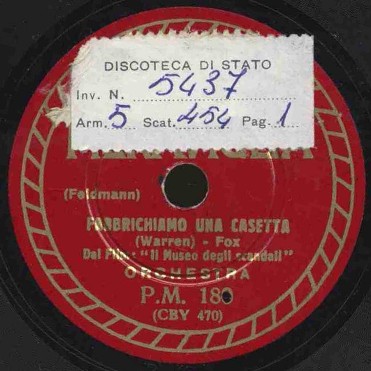 DISCOTECA DI STATO
Inv. N. 5437
Arm. 5 Scat. 454 Pag. 1
(Feldmann)
FABBRICHIAMO UNA CASETTA
(Warren) - Fox
Dal Film: "Il Museo degli scandali"
ORCHESTRA
P.M. 180
(CBY 470)